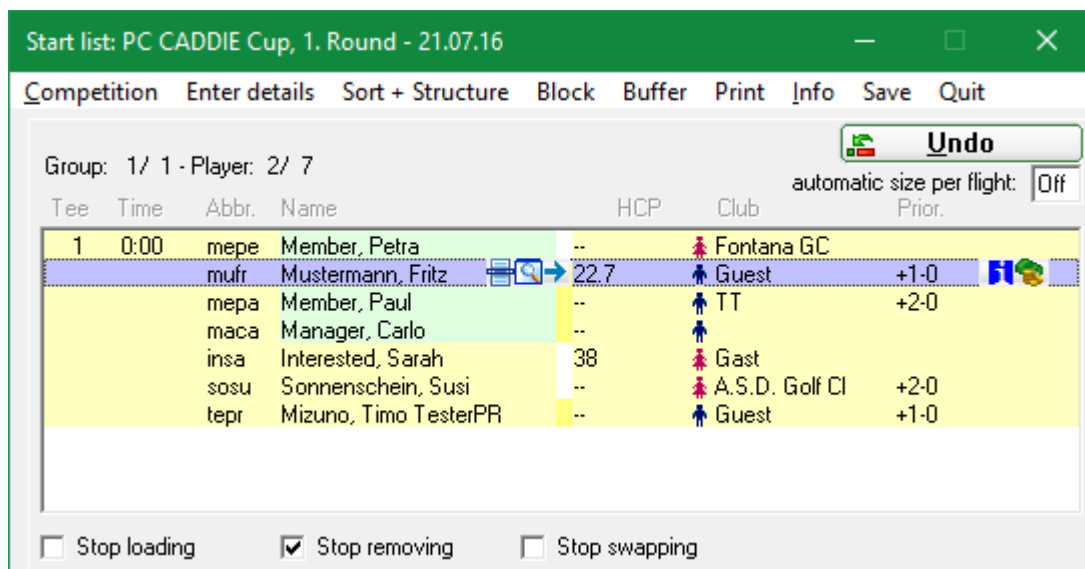 Start list: PC CADDIE Cup, 1. Round - 21.07.16
Competition Enter details Sort + Structure Block Buffer Print Info Save Quit
Undo
Group: 1/ 1 - Player: 2/ 7
automatic size per flight: Off
Tee Time Abbr. Name HCP Club Prior.
1 0:00 mepe Member, Petra -- Fontana GC
mufr Mustermann, Fritz 22.7 Guest +1-0
mepa Member, Paul -- TT +2-0
maca Manager, Carlo --
insa Interested, Sarah 38 Gast
sosu Sonnenschein, Susi -- A.S.D. Golf Cl +2-0
tepr Mizuno, Timo TesterPR -- Guest +1-0
Stop loading Stop removing Stop swapping